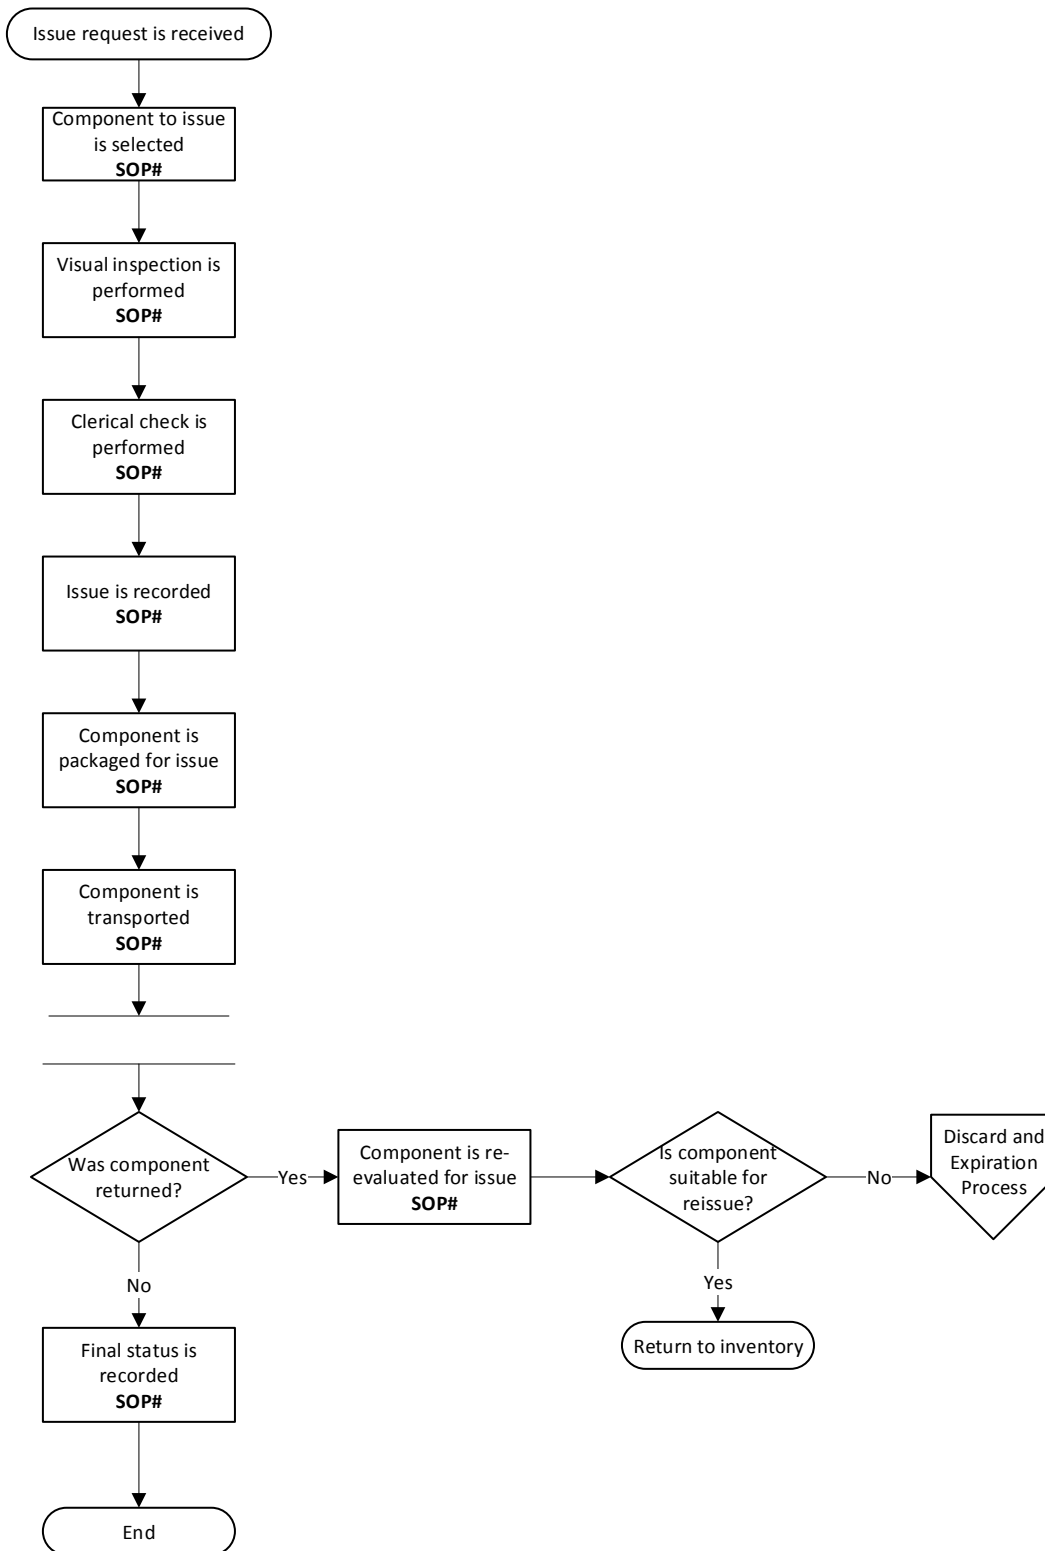 Issue request is received
Component to issue
is selected
SOP#
Visual inspection is
performed
SOP#
Clerical check is
performed
SOP#
Issue is recorded
SOP#
Component is
packaged for issue
SOP#
Component is
transported
SOP#
Was component
returned?
Yes
Component is re-
evaluated for issue
SOP#
Is component
suitable for
reissue?
No
Discard and
Expiration
Process
No
Yes
Final status is
recorded
SOP#
Return to inventory
End